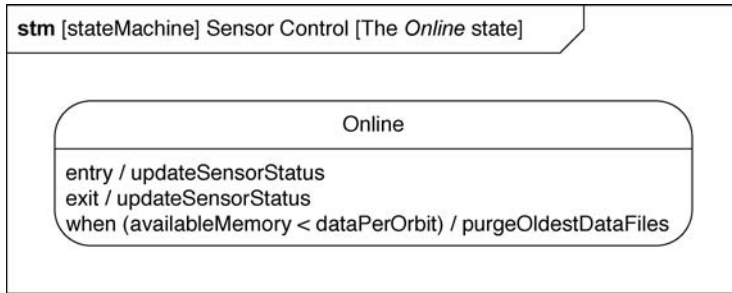 stm [stateMachine] Sensor Control [The Online state]
Online
entry / updateSensorStatus
exit / updateSensorStatus
when (availableMemory < dataPerOrbit) / purgeOldestDataFiles